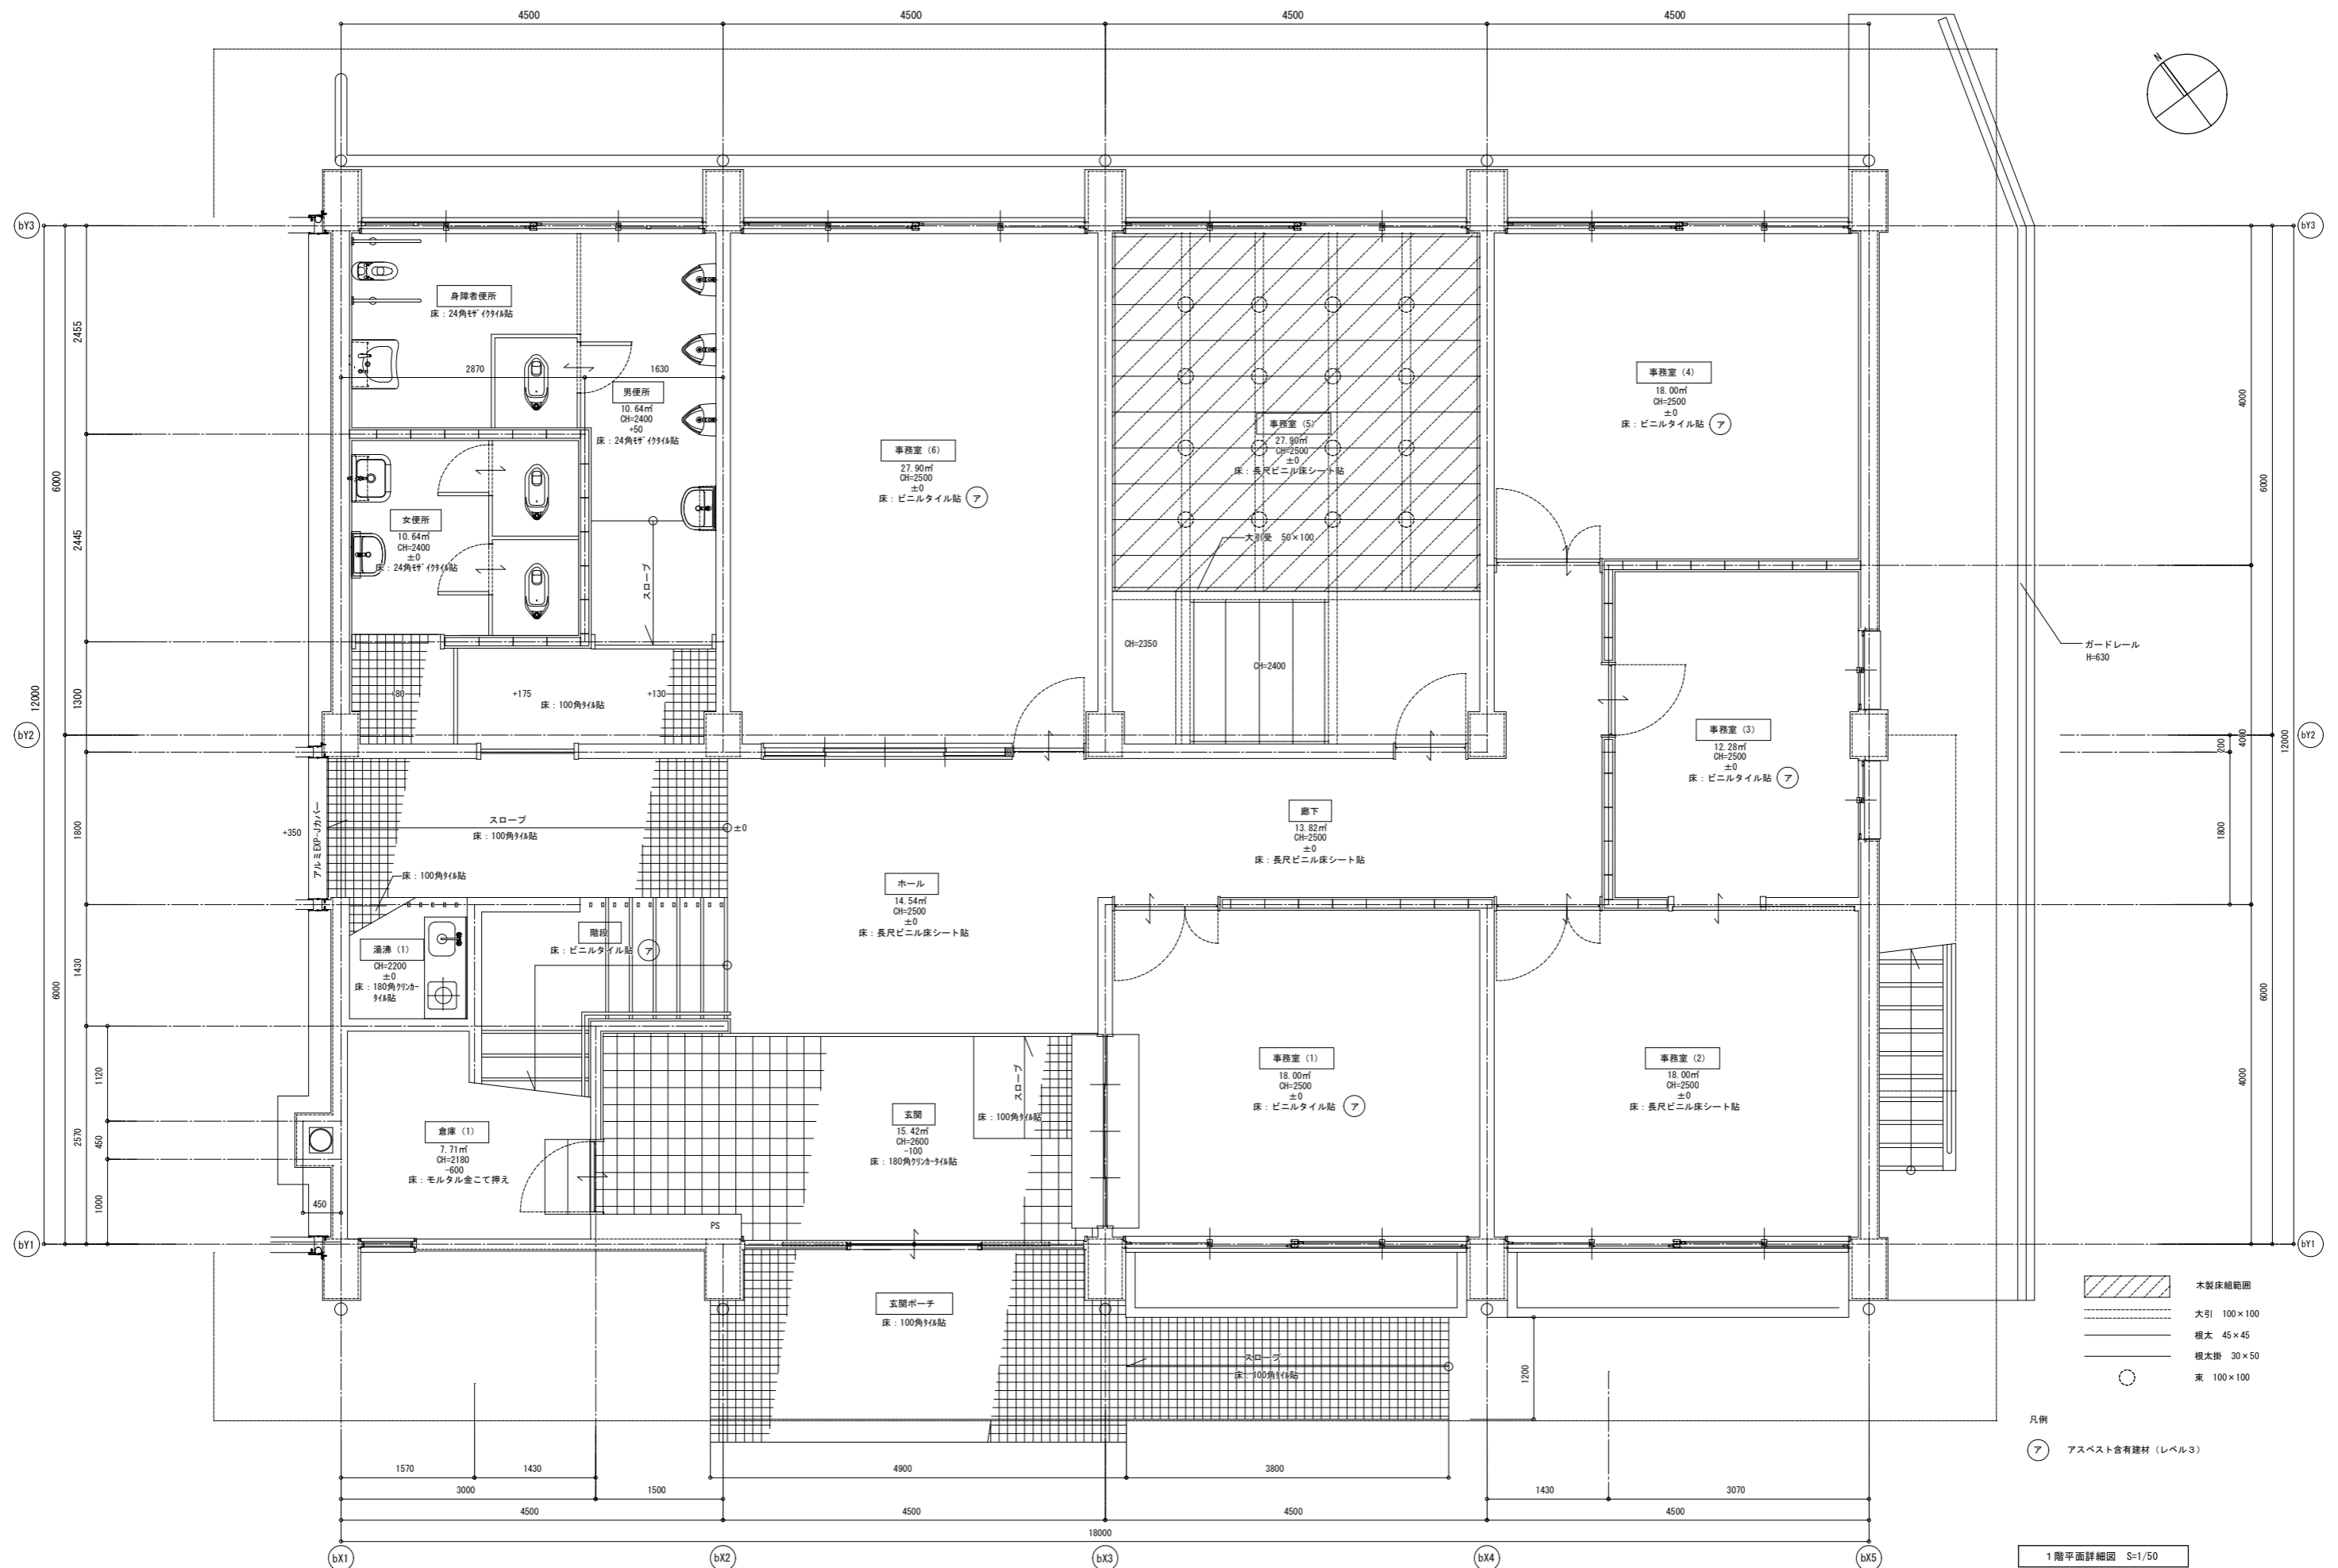 4500
4500
4500
4500
N
bY3
bY3
身障者便所
床：24角ﾓｻﾞｲｸﾀｲﾙ貼
2455
2870
1630
男便所
10.64㎡
CH=2400
+50
床：24角ﾓｻﾞｲｸﾀｲﾙ貼
事務室（6）
27.90㎡
CH=2500
±0
床：ビニルタイル貼 ア
事務室（5）
27.90㎡
CH=2500
±0
床：長尺ビニル床シート貼
大引受 50×100
事務室（4）
18.00㎡
CH=2500
±0
床：ビニルタイル貼 ア
4000
6000
6000
2445
女便所
10.64㎡
CH=2400
±0
床：24角ﾓｻﾞｲｸﾀｲﾙ貼
スロープ
CH=2350
CH=2400
ガードレール
H=630
12000
1300
+80
+175
+130
床：100角ﾀｲﾙ貼
事務室（3）
12.28㎡
CH=2500
±0
床：ビニルタイル貼 ア
bY2
bY2
200
4000
12000
1800
1800
+350
アルミEXP-Jカバー
スロープ
床：100角ﾀｲﾙ貼
±0
床：100角ﾀｲﾙ貼
廊下
13.82㎡
CH=2500
±0
床：長尺ビニル床シート貼
ホール
14.54㎡
CH=2500
±0
床：長尺ビニル床シート貼
湯沸（1）
CH=2200
±0
床：180角ｸﾘﾝｶｰ
ﾀｲﾙ貼
階段
床：ビニルタイル貼 ア
1430
6000
6000
4000
1120
2570
450
1000
450
倉庫（1）
7.71㎡
CH=2180
-600
床：モルタル金こて押え
玄関
15.42㎡
CH=2600
-100
床：180角ｸﾘﾝｶｰﾀｲﾙ貼
スロープ
床：100角ﾀｲﾙ貼
事務室（1）
18.00㎡
CH=2500
±0
床：ビニルタイル貼 ア
事務室（2）
18.00㎡
CH=2500
±0
床：長尺ビニル床シート貼
PS
bY1
bY1
玄関ポーチ
床：100角ﾀｲﾙ貼
スロープ
床：100角ﾀｲﾙ貼
1200
木製床組範囲
大引 100×100
根太 45×45
根太掛 30×50
束 100×100
凡例
ア アスベスト含有建材（レベル3）
1570
1430
4900
3800
3000
1500
1430
3070
4500
4500
4500
4500
18000
bX1
bX2
bX3
bX4
bX5
1階平面詳細図 S=1/50